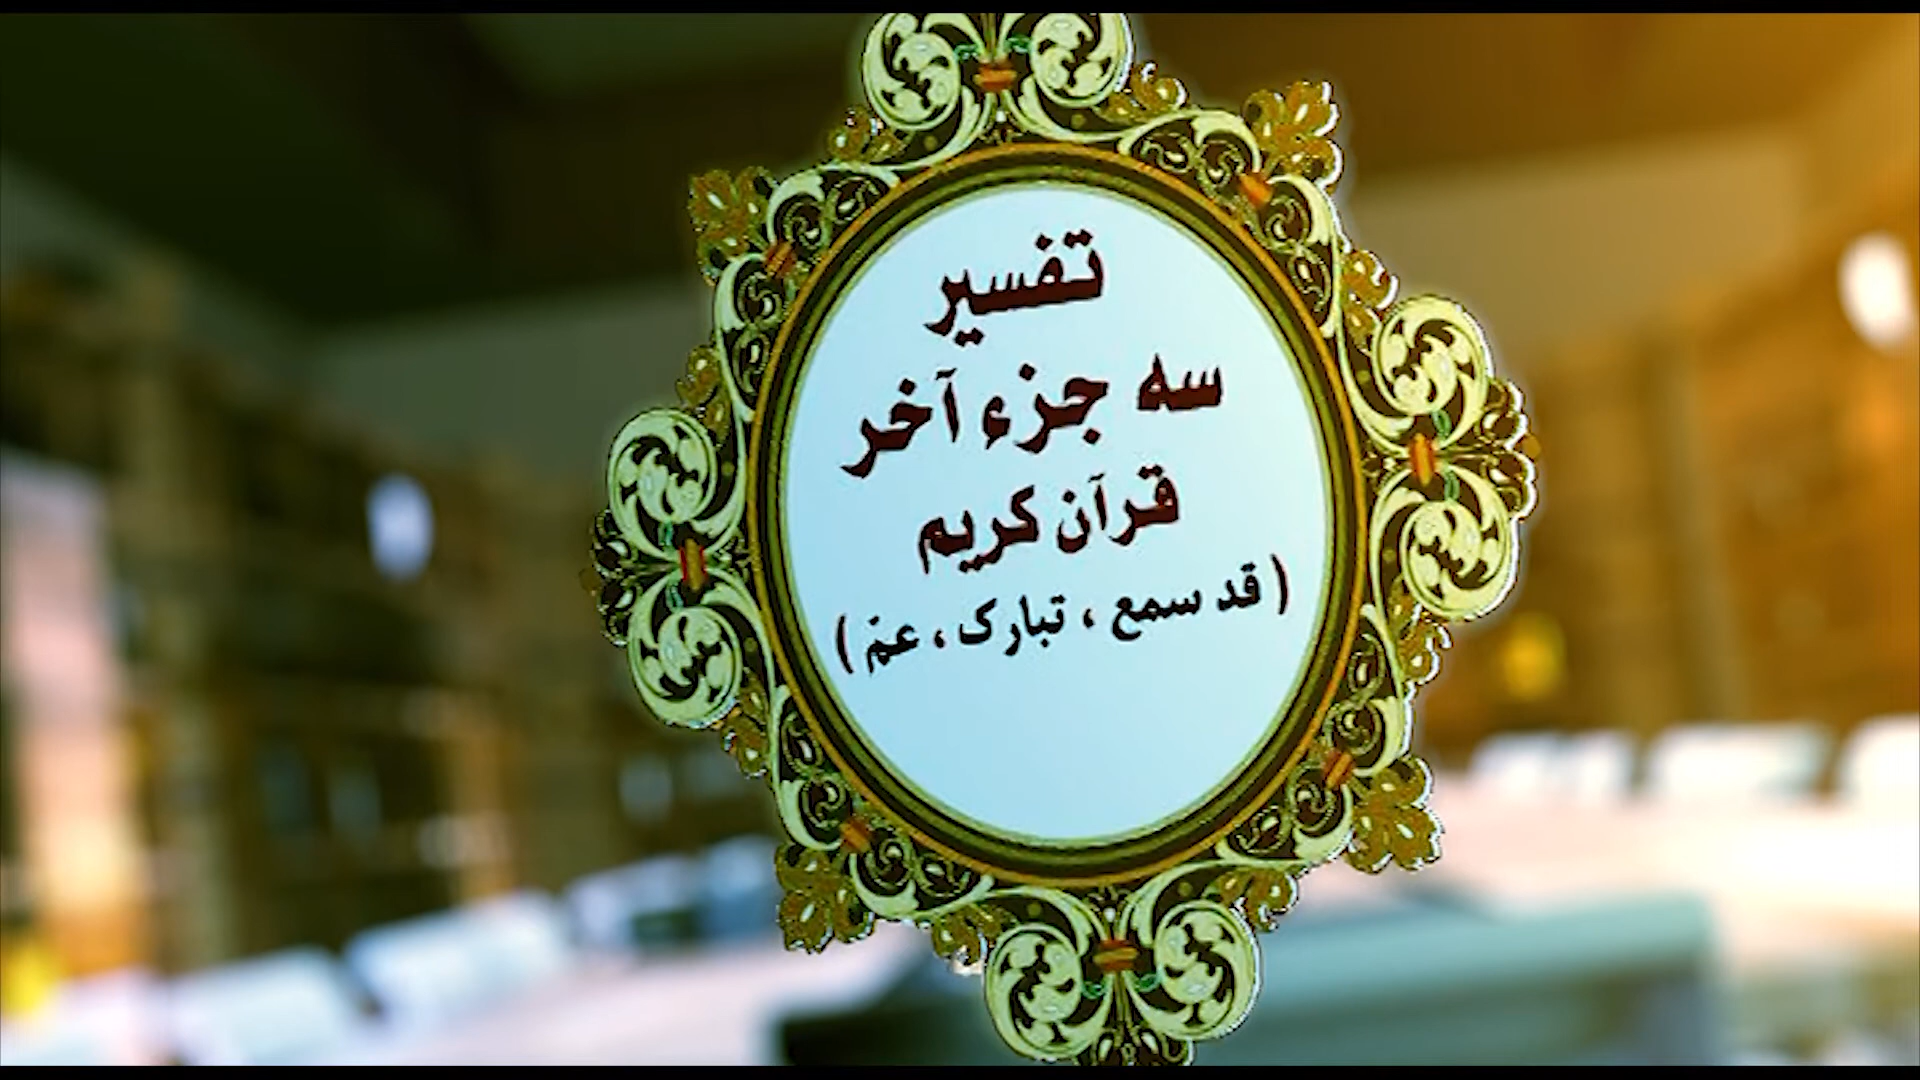 تفسیر
سه جزء آخر
قرآن کریم
( قد سمع ، تبارک ، عمّ )